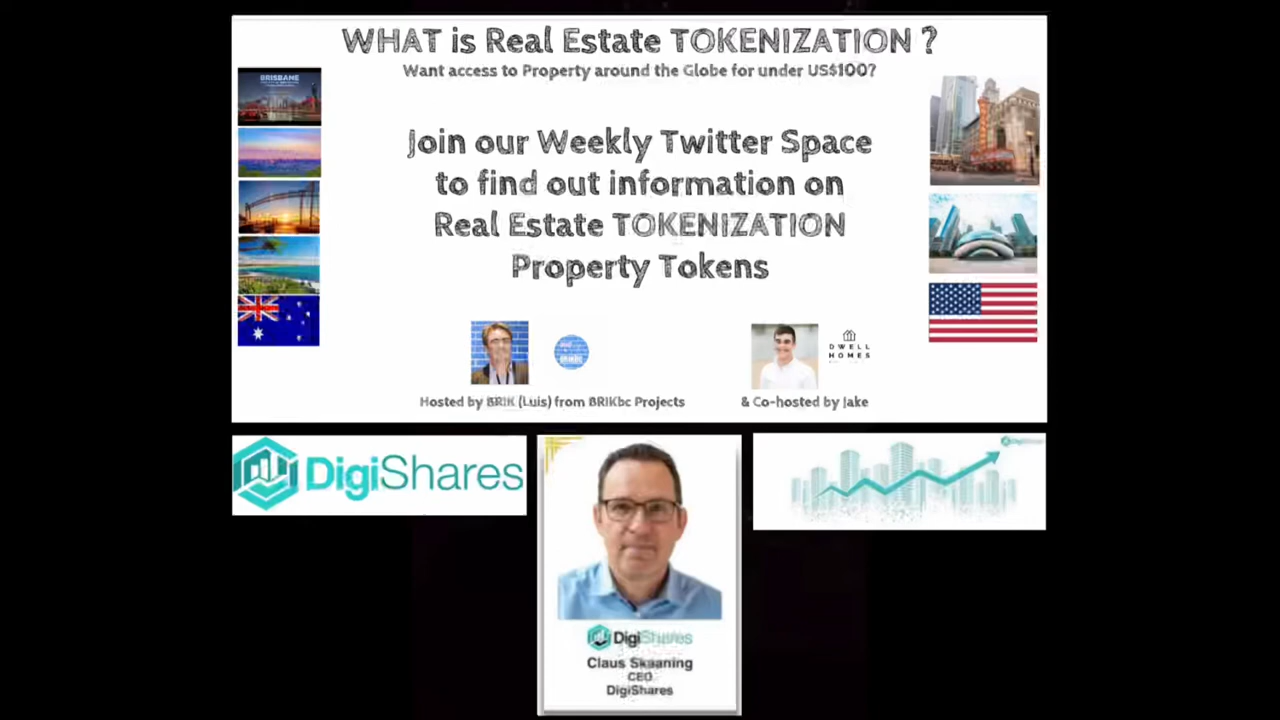 WHAT is Real Estate TOKENIZATION ?
Want access to Property around the Globe for under US$100?
BRISBANE
Join our Weekly Twitter Space
to find out information on
Real Estate TOKENIZATION
Property Tokens
DWELL
HOMES
Hosted by BRIK (Luis) from BRIKbc Projects
& Co-hosted by Jake
DigiShares
DigiShares
Claus Skaaning
CEO
DigiShares